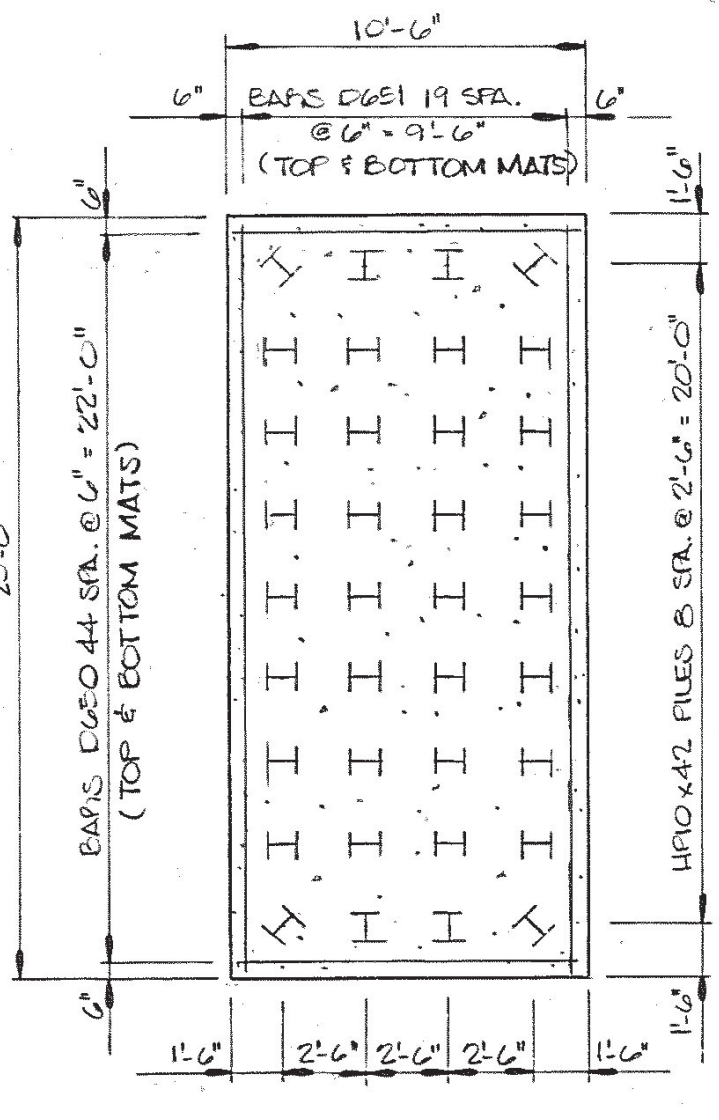 10'-6"
6"
BARS D651 19 SPA.
@ 6" = 9'-6"
(TOP & BOTTOM MATS)
6"
6"
1'-6"
BARS D650 44 SPA. @ 6" = 22'-0"
(TOP & BOTTOM MATS)
HP10x42 PILES 8 SPA. @ 2'-6" = 20'-0"
6"
1'-6"
1'-6"
2'-6"
2'-6"
2'-6"
1'-6"